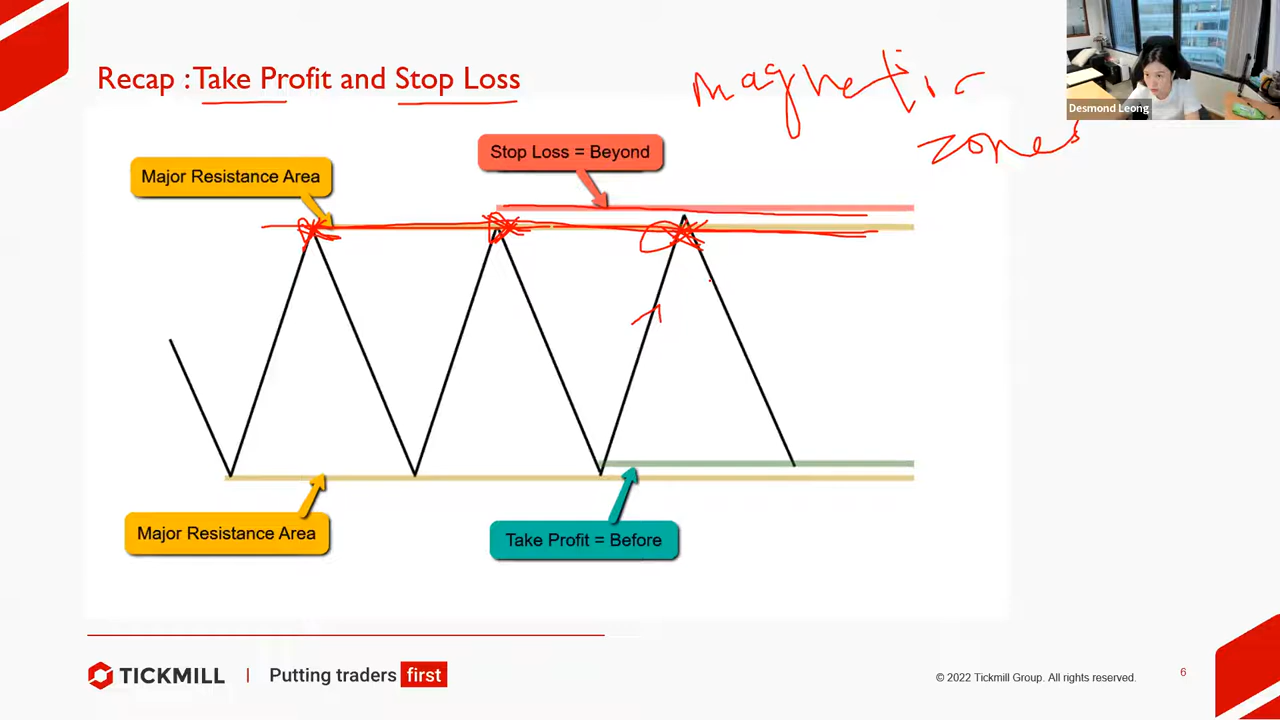 Recap : Take Profit and Stop Loss
magnetic
zones
Desmond Leong
Stop Loss = Beyond
Major Resistance Area
Major Resistance Area
Take Profit = Before
TICKMILL | Putting traders first
© 2022 Tickmill Group. All rights reserved.
6